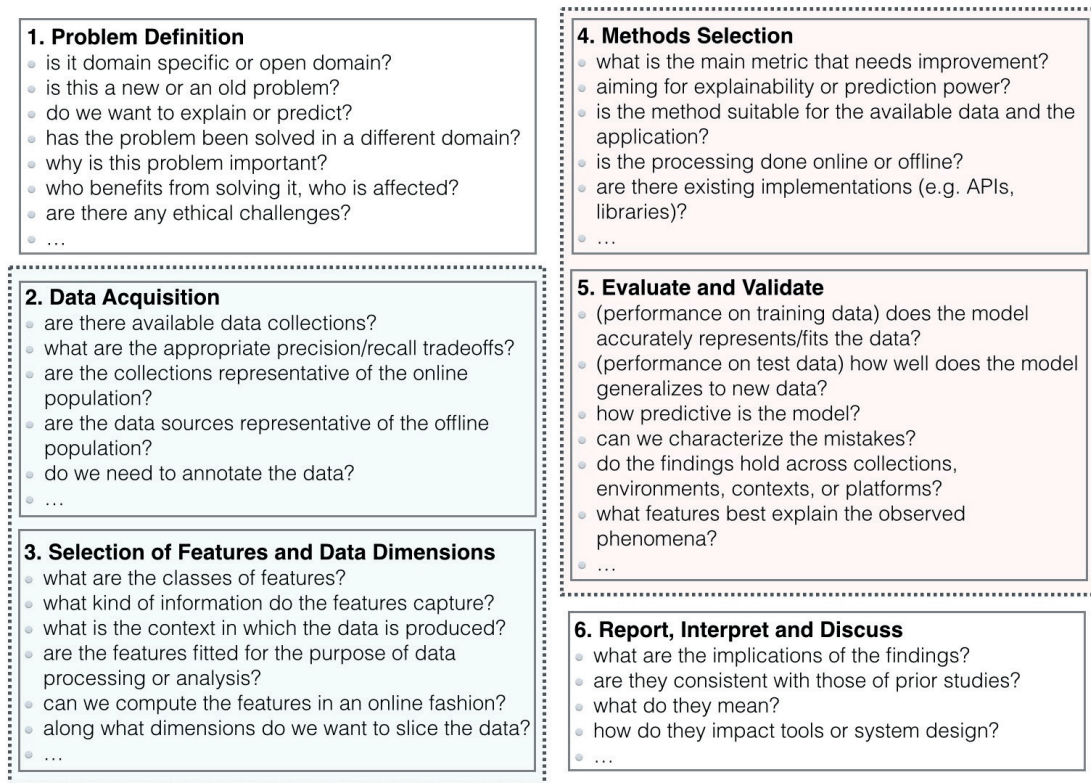 1. Problem Definition
is it domain specific or open domain?
is this a new or an old problem?
do we want to explain or predict?
has the problem been solved in a different domain?
why is this problem important?
who benefits from solving it, who is affected?
are there any ethical challenges?
…
2. Data Acquisition
are there available data collections?
what are the appropriate precision/recall tradeoffs?
are the collections representative of the online
population?
are the data sources representative of the offline
population?
do we need to annotate the data?
…
3. Selection of Features and Data Dimensions
what are the classes of features?
what kind of information do the features capture?
what is the context in which the data is produced?
are the features fitted for the purpose of data
processing or analysis?
can we compute the features in an online fashion?
along what dimensions do we want to slice the data?
…
4. Methods Selection
what is the main metric that needs improvement?
aiming for explainability or prediction power?
is the method suitable for the available data and the
application?
is the processing done online or offline?
are there existing implementations (e.g. APIs,
libraries)?
…
5. Evaluate and Validate
(performance on training data) does the model
accurately represents/fits the data?
(performance on test data) how well does the model
generalizes to new data?
how predictive is the model?
can we characterize the mistakes?
do the findings hold across collections,
environments, contexts, or platforms?
what features best explain the observed
phenomena?
…
6. Report, Interpret and Discuss
what are the implications of the findings?
are they consistent with those of prior studies?
what do they mean?
how do they impact tools or system design?
…